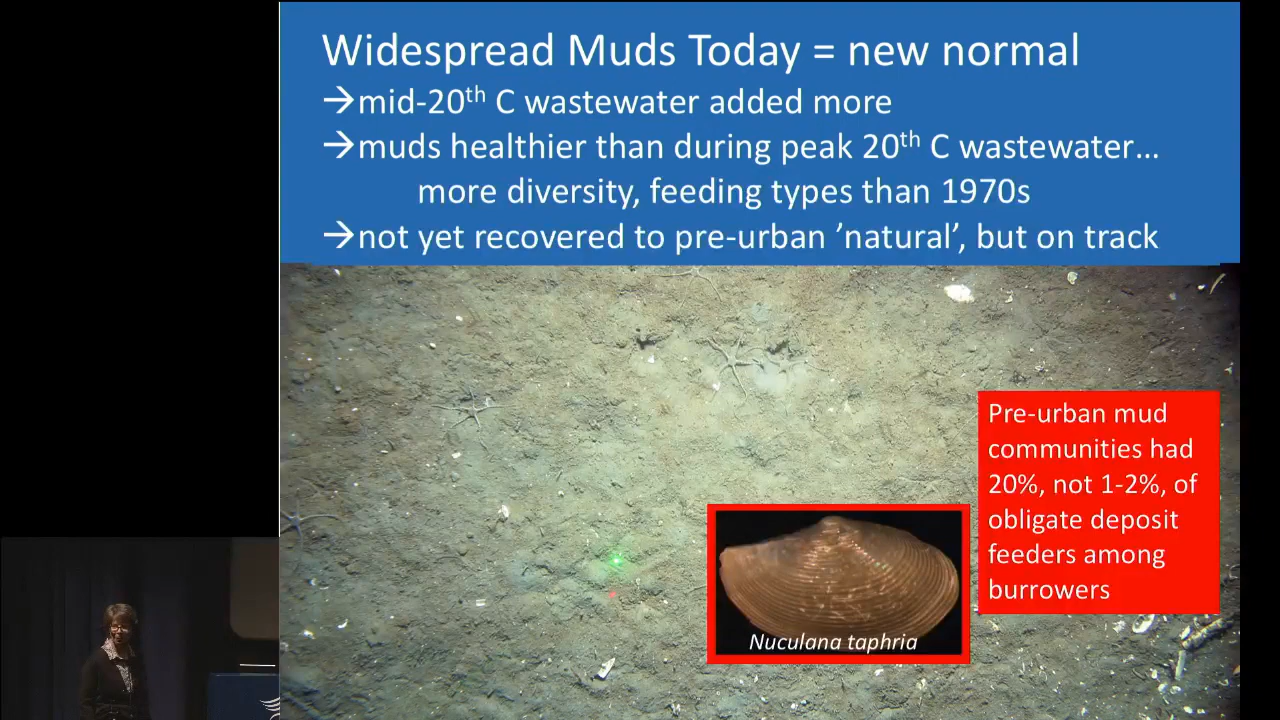 Widespread Muds Today = new normal
→mid-20th C wastewater added more
→muds healthier than during peak 20th C wastewater…
more diversity, feeding types than 1970s
→not yet recovered to pre-urban ’natural’, but on track
Pre-urban mud
communities had
20%, not 1-2%, of
obligate deposit
feeders among
burrowers
Nuculana taphria